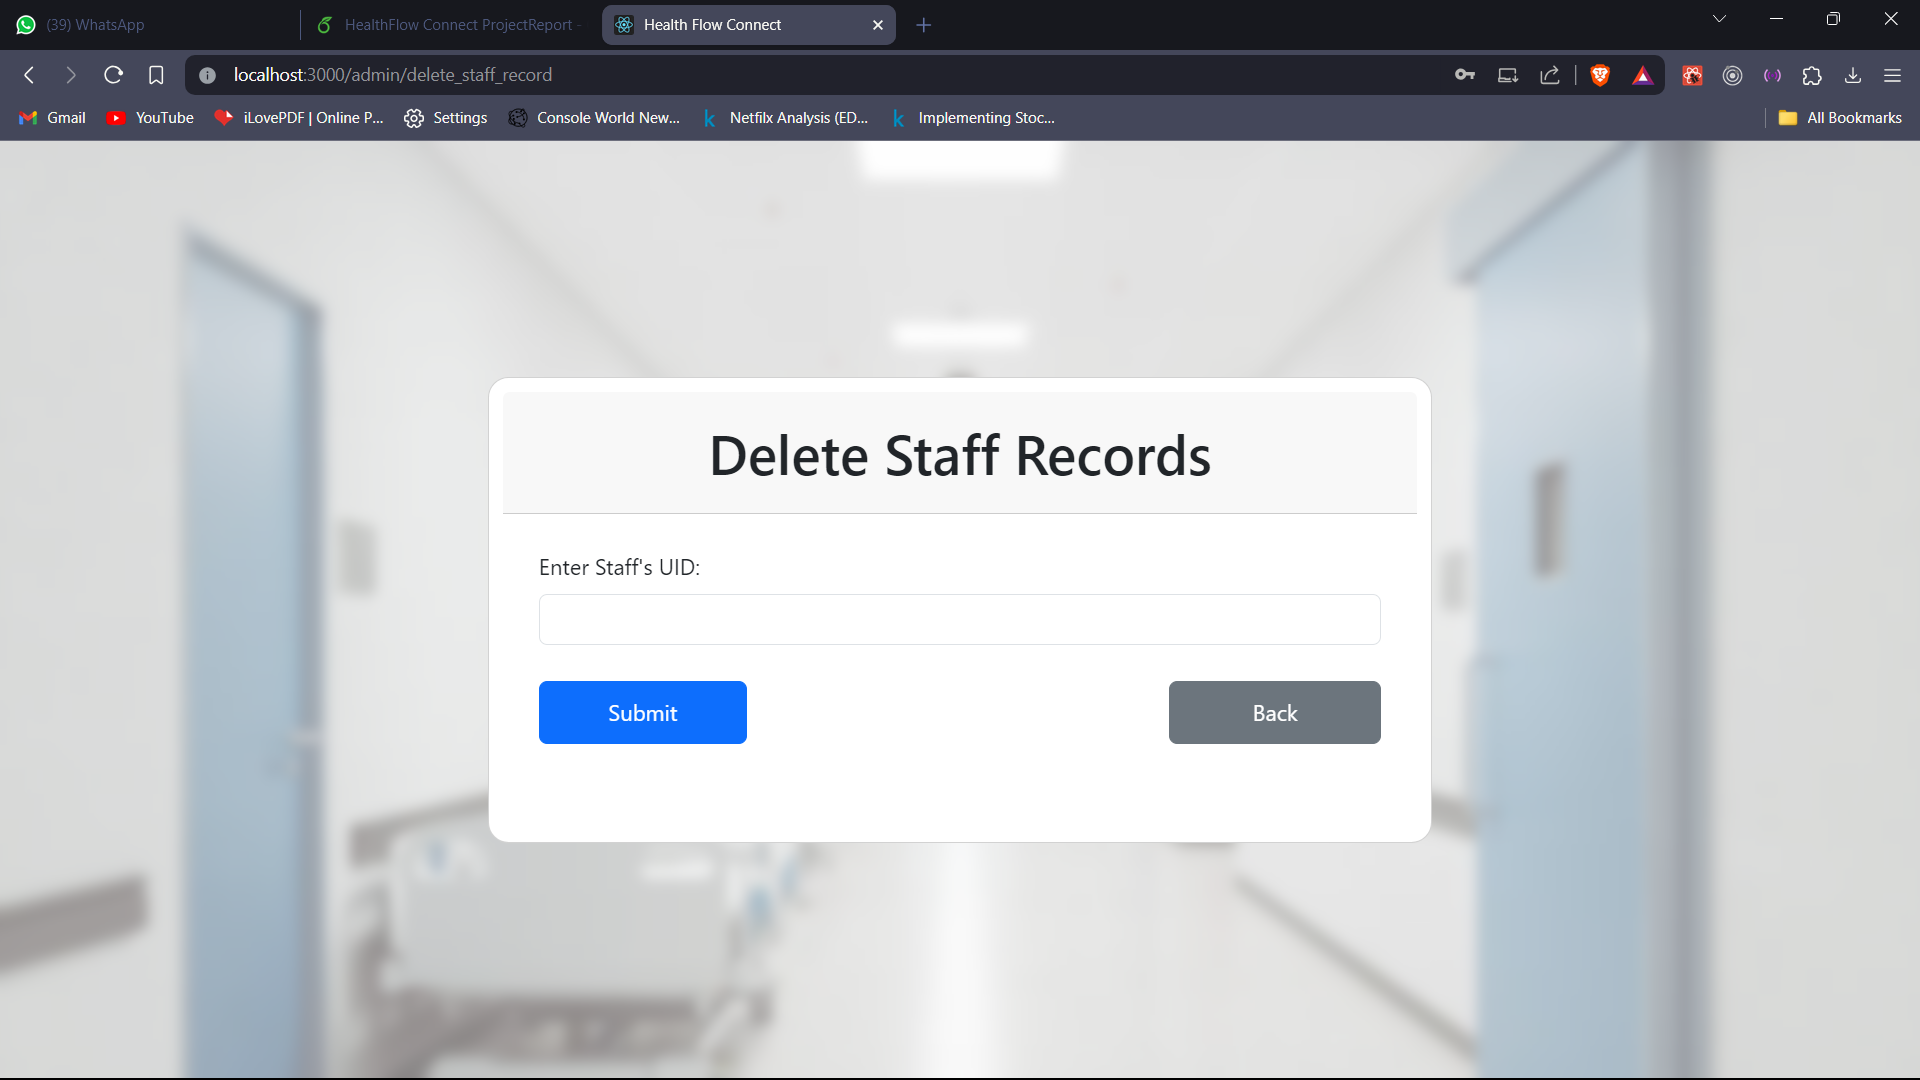 (39) WhatsApp
HealthFlow Connect ProjectReport -
Health Flow Connect
localhost:3000/admin/delete_staff_record
Gmail
YouTube
iLovePDF | Online P...
Settings
Console World New...
Netfilx Analysis (ED...
Implementing Stoc...
All Bookmarks
Delete Staff Records
Enter Staff's UID:
Submit
Back